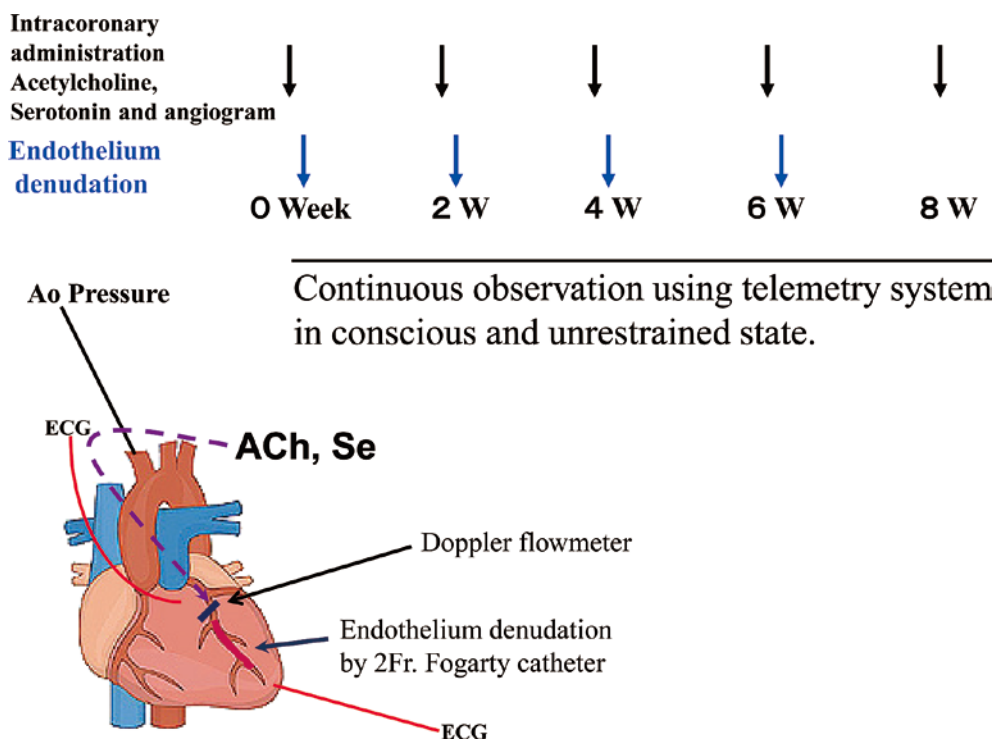 Intracoronary
administration
Acetylcholine,
Serotonin and angiogram
Endothelium
denudation
0 Week 2 W 4 W 6 W 8 W
Continuous observation using telemetry system
in conscious and unrestrained state.
Ao Pressure
ECG
ACh, Se
Doppler flowmeter
Endothelium denudation
by 2Fr. Fogarty catheter
ECG